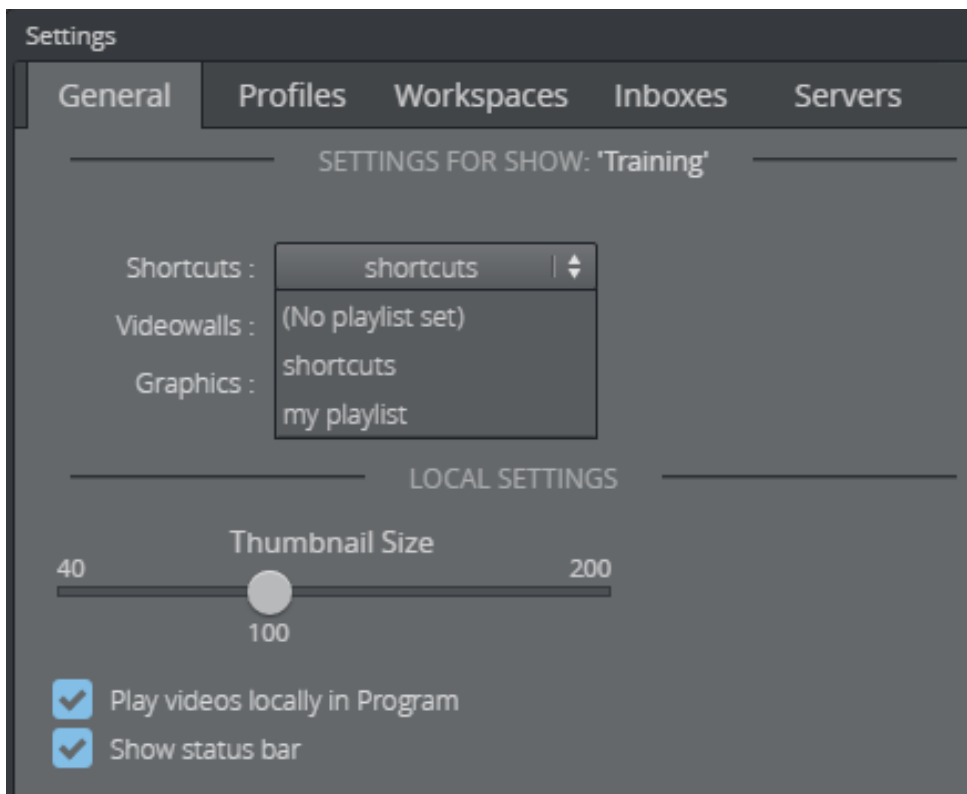 Settings
General Profiles Workspaces Inboxes Servers
SETTINGS FOR SHOW: 'Training'
Shortcuts : shortcuts
(No playlist set)
Videowalls :
shortcuts
Graphics :
my playlist
LOCAL SETTINGS
Thumbnail Size
40 200
100
Play videos locally in Program
Show status bar